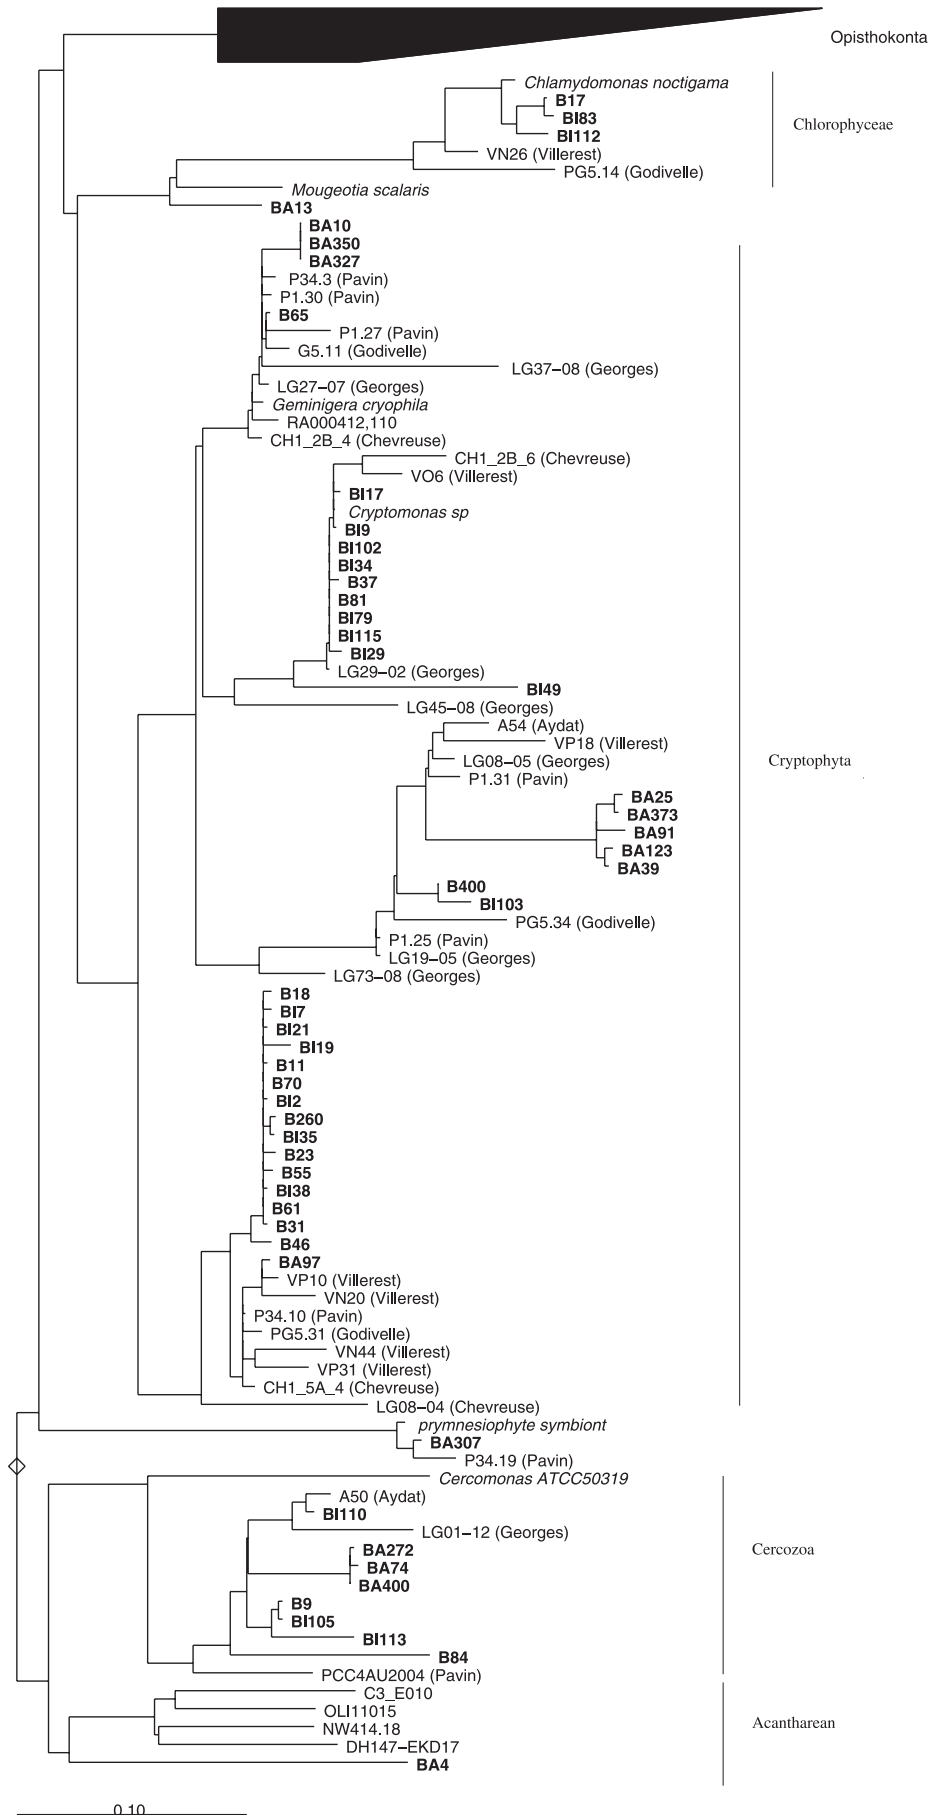 Opisthokonta
Chlamydomonas noctigama
B17
BI83
BI112
Chlorophyceae
VN26 (Villerest)
PG5.14 (Godivelle)
Mougeotia scalaris
BA13
BA10
BA350
BA327
P34.3 (Pavin)
P1.30 (Pavin)
B65
P1.27 (Pavin)
G5.11 (Godivelle)
LG37–08 (Georges)
LG27–07 (Georges)
Geminigera cryophila
RA000412,110
CH1_2B_4 (Chevreuse)
CH1_2B_6 (Chevreuse)
VO6 (Villerest)
BI17
Cryptomonas sp
BI9
BI102
BI34
B37
B81
BI79
BI115
BI29
LG29–02 (Georges)
BI49
LG45–08 (Georges)
A54 (Aydat)
VP18 (Villerest)
LG08–05 (Georges)
Cryptophyta
P1.31 (Pavin)
BA25
BA373
BA91
BA123
BA39
B400
BI103
PG5.34 (Godivelle)
P1.25 (Pavin)
LG19–05 (Georges)
LG73–08 (Georges)
B18
BI7
BI21
BI19
B11
B70
BI2
B260
BI35
B23
B55
BI38
B61
B31
B46
BA97
VP10 (Villerest)
VN20 (Villerest)
P34.10 (Pavin)
PG5.31 (Godivelle)
VN44 (Villerest)
VP31 (Villerest)
CH1_5A_4 (Chevreuse)
LG08–04 (Chevreuse)
prymnesiophyte symbiont
BA307
P34.19 (Pavin)
Cercomonas ATCC50319
A50 (Aydat)
BI110
LG01–12 (Georges)
Cercozoa
BA272
BA74
BA400
B9
BI105
BI113
B84
PCC4AU2004 (Pavin)
C3_E010
OLI11015
Acantharean
NW414.18
DH147–EKD17
BA4
0.10